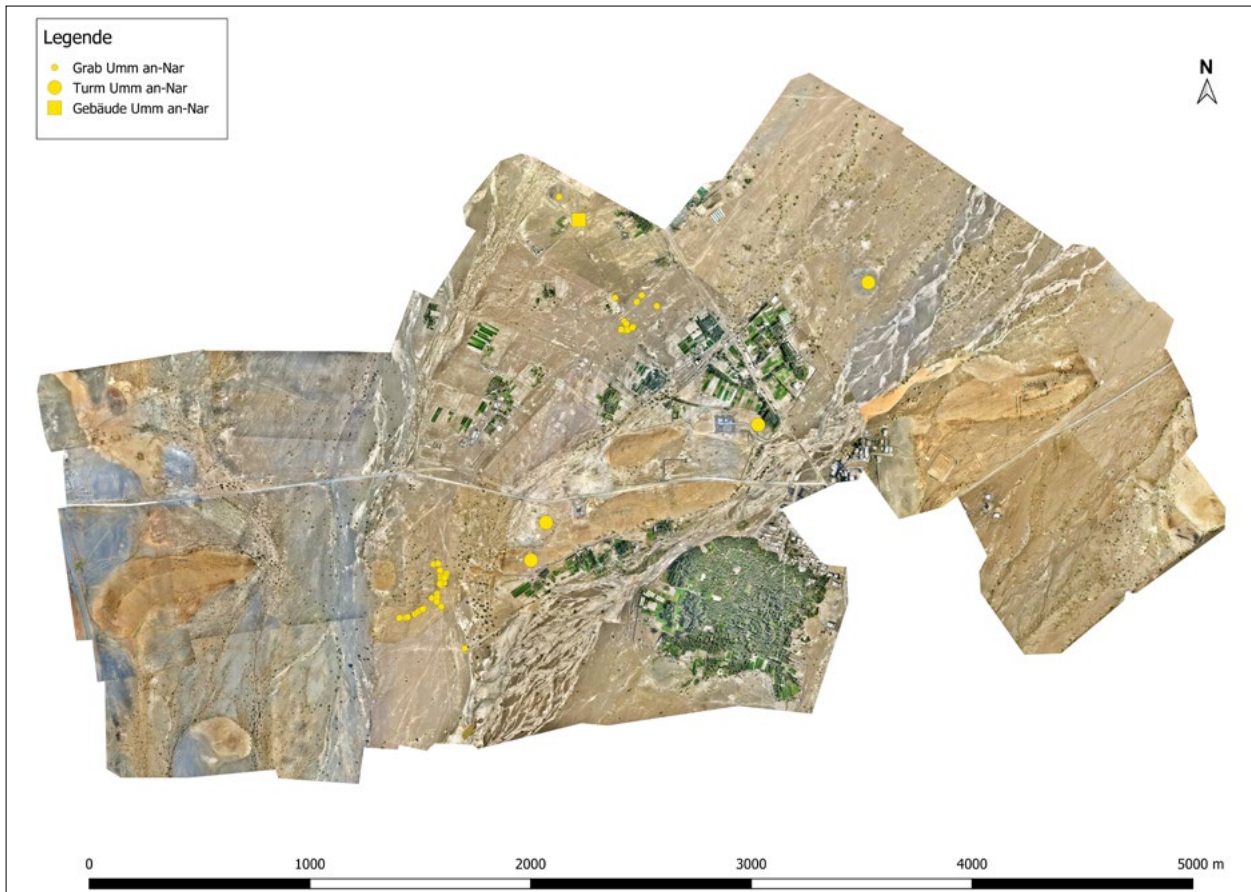 Legende
Grab Umm an-Nar
Turm Umm an-Nar
Gebäude Umm an-Nar
N
0 1000 2000 3000 4000 5000 m